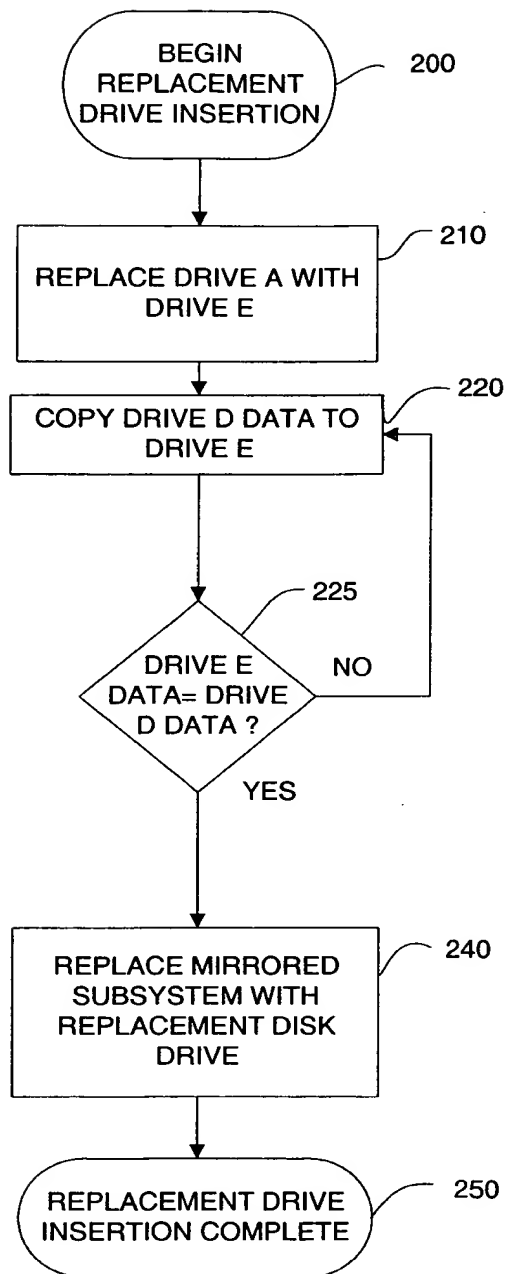 BEGIN
REPLACEMENT
DRIVE INSERTION
200
210
REPLACE DRIVE A WITH
DRIVE E
220
COPY DRIVE D DATA TO
DRIVE E
225
DRIVE E
DATA= DRIVE
D DATA ?
NO
YES
240
REPLACE MIRRORED
SUBSYSTEM WITH
REPLACEMENT DISK
DRIVE
250
REPLACEMENT DRIVE
INSERTION COMPLETE